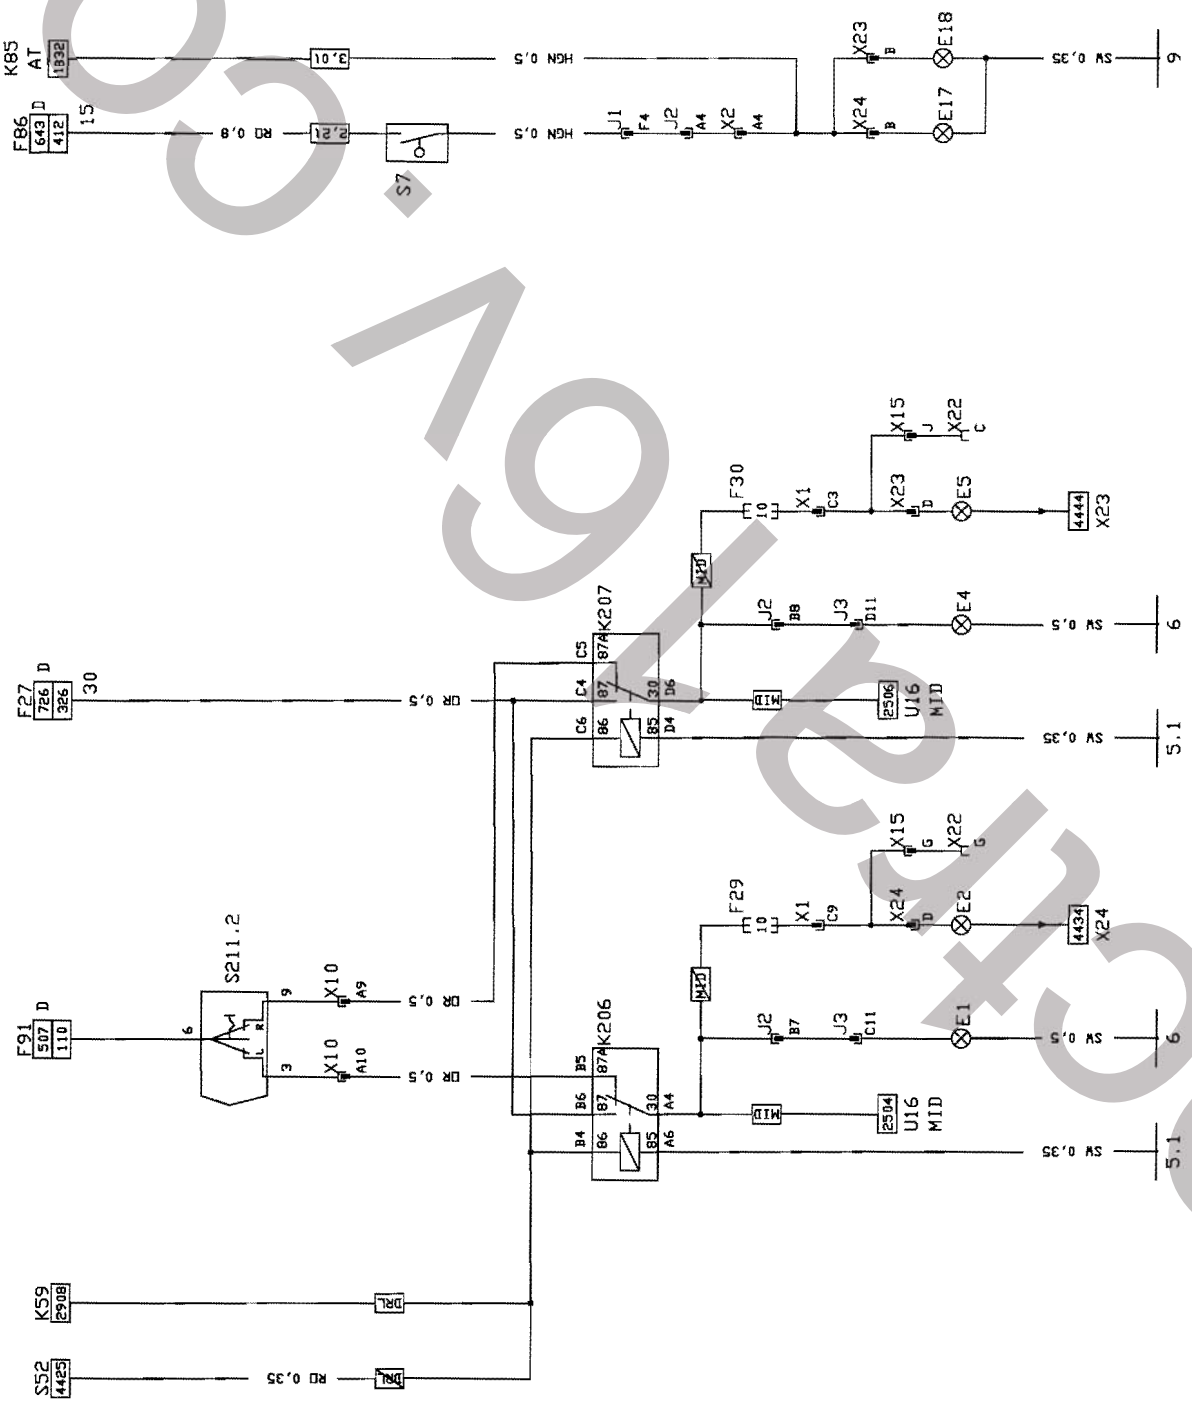 K85
AT
1832
3,0l
HGN 0,5
X23
B
E18
SW 0,35
9
F86
643
412
D
15
RD 0,8
2,2l
S7
HGN 0,5
J1
F4
J2
A4
X2
A4
X24
B
E17
F30
10
X1
C3
X15
J
X22
C
X23
D
E5
4444
X23
MID
K207
J2
B8
J3
D11
E4
SW 0,5
6
F27
726
326
D
30
OR 0,5
C5
87A
C4
87
30
D6
C6
86
85
D4
MID
2506
U16
MID
SW 0,35
5.1
F29
10
X1
C9
X15
G
X22
G
X24
D
E2
4434
X24
F91
507
110
D
S211.2
6
L
R
9
3
X10
A9
OR 0,5
X10
A10
OR 0,5
MID
K206
J2
B7
J3
C11
E1
SW 0,5
6
B5
87A
B6
87
30
A4
B4
86
85
A6
MID
2504
U16
MID
SW 0,35
5.1
K59
2908
DRL
S52
4425
RD 0,35
DRL